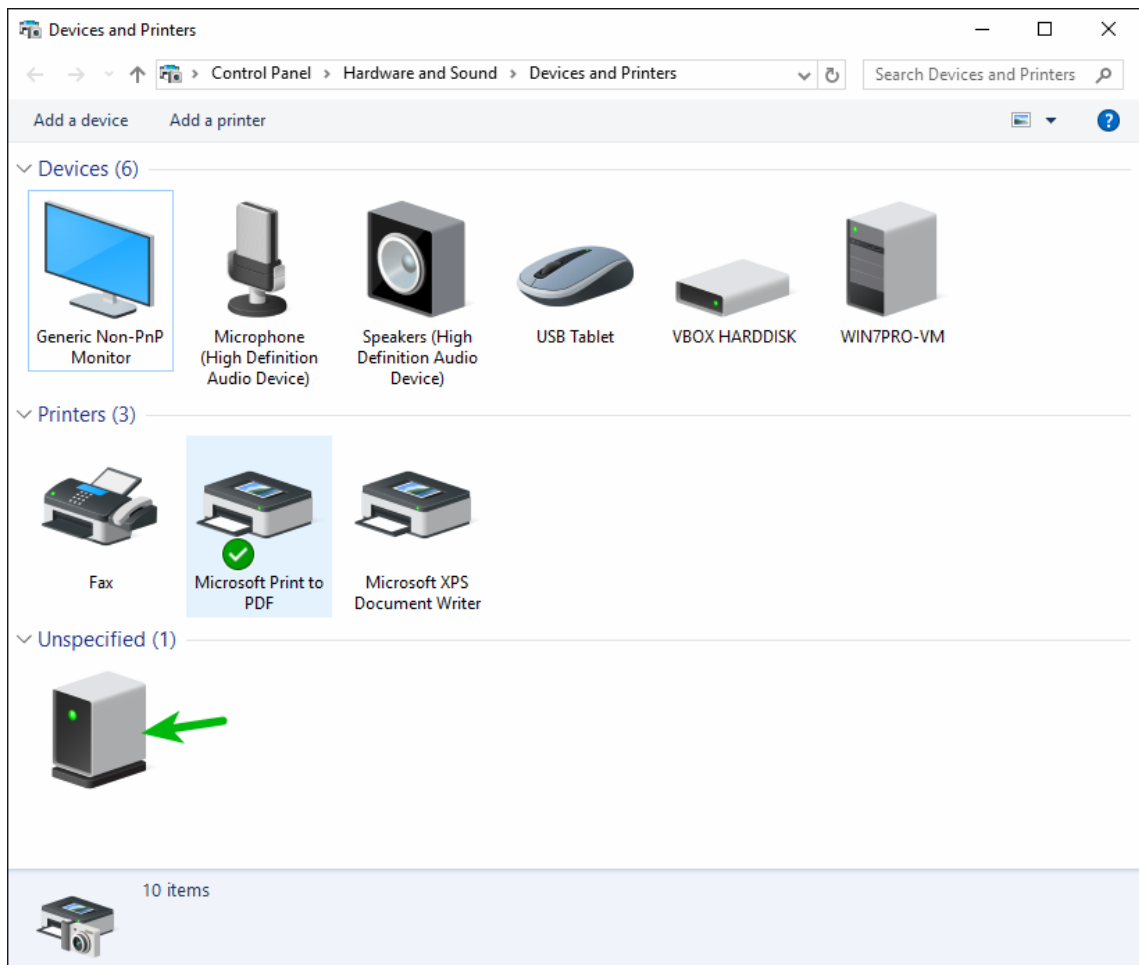 Devices and Printers
Control Panel > Hardware and Sound > Devices and Printers
Search Devices and Printers
Add a device Add a printer
?
Devices (6)
Generic Non-PnP
Monitor
Microphone
(High Definition
Audio Device)
Speakers (High
Definition Audio
Device)
USB Tablet
VBOX HARDDISK
WIN7PRO-VM
Printers (3)
Fax
Microsoft Print to
PDF
Microsoft XPS
Document Writer
Unspecified (1)
10 items